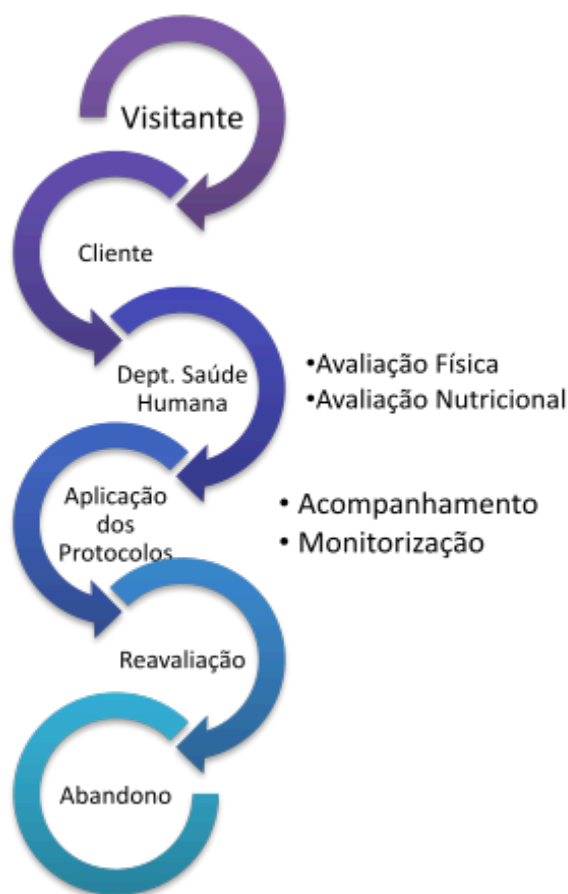 Visitante
Cliente
Dept. Saúde
Humana
•Avaliação Física
•Avaliação Nutricional
Aplicação
dos
Protocolos
• Acompanhamento
• Monitorização
Reavaliação
Abandono